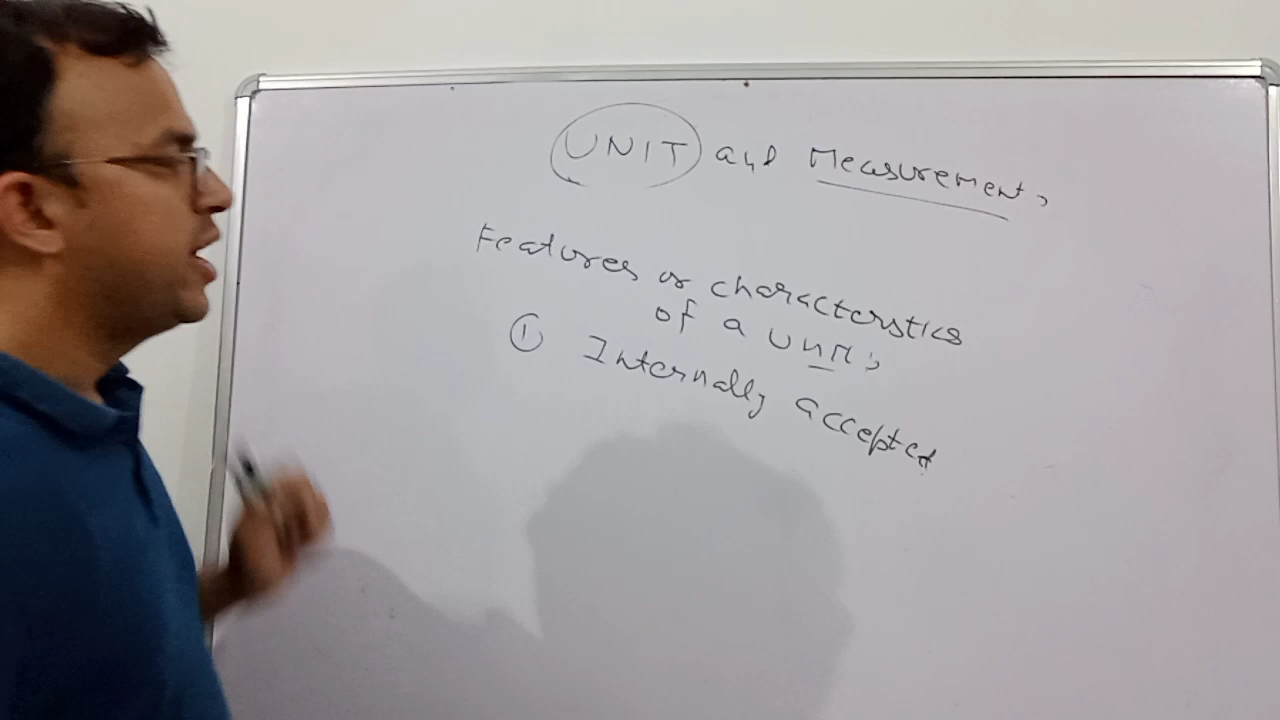 UNIT and Measurement,
Features or characterstics
of a Unit,
① Internally accepted